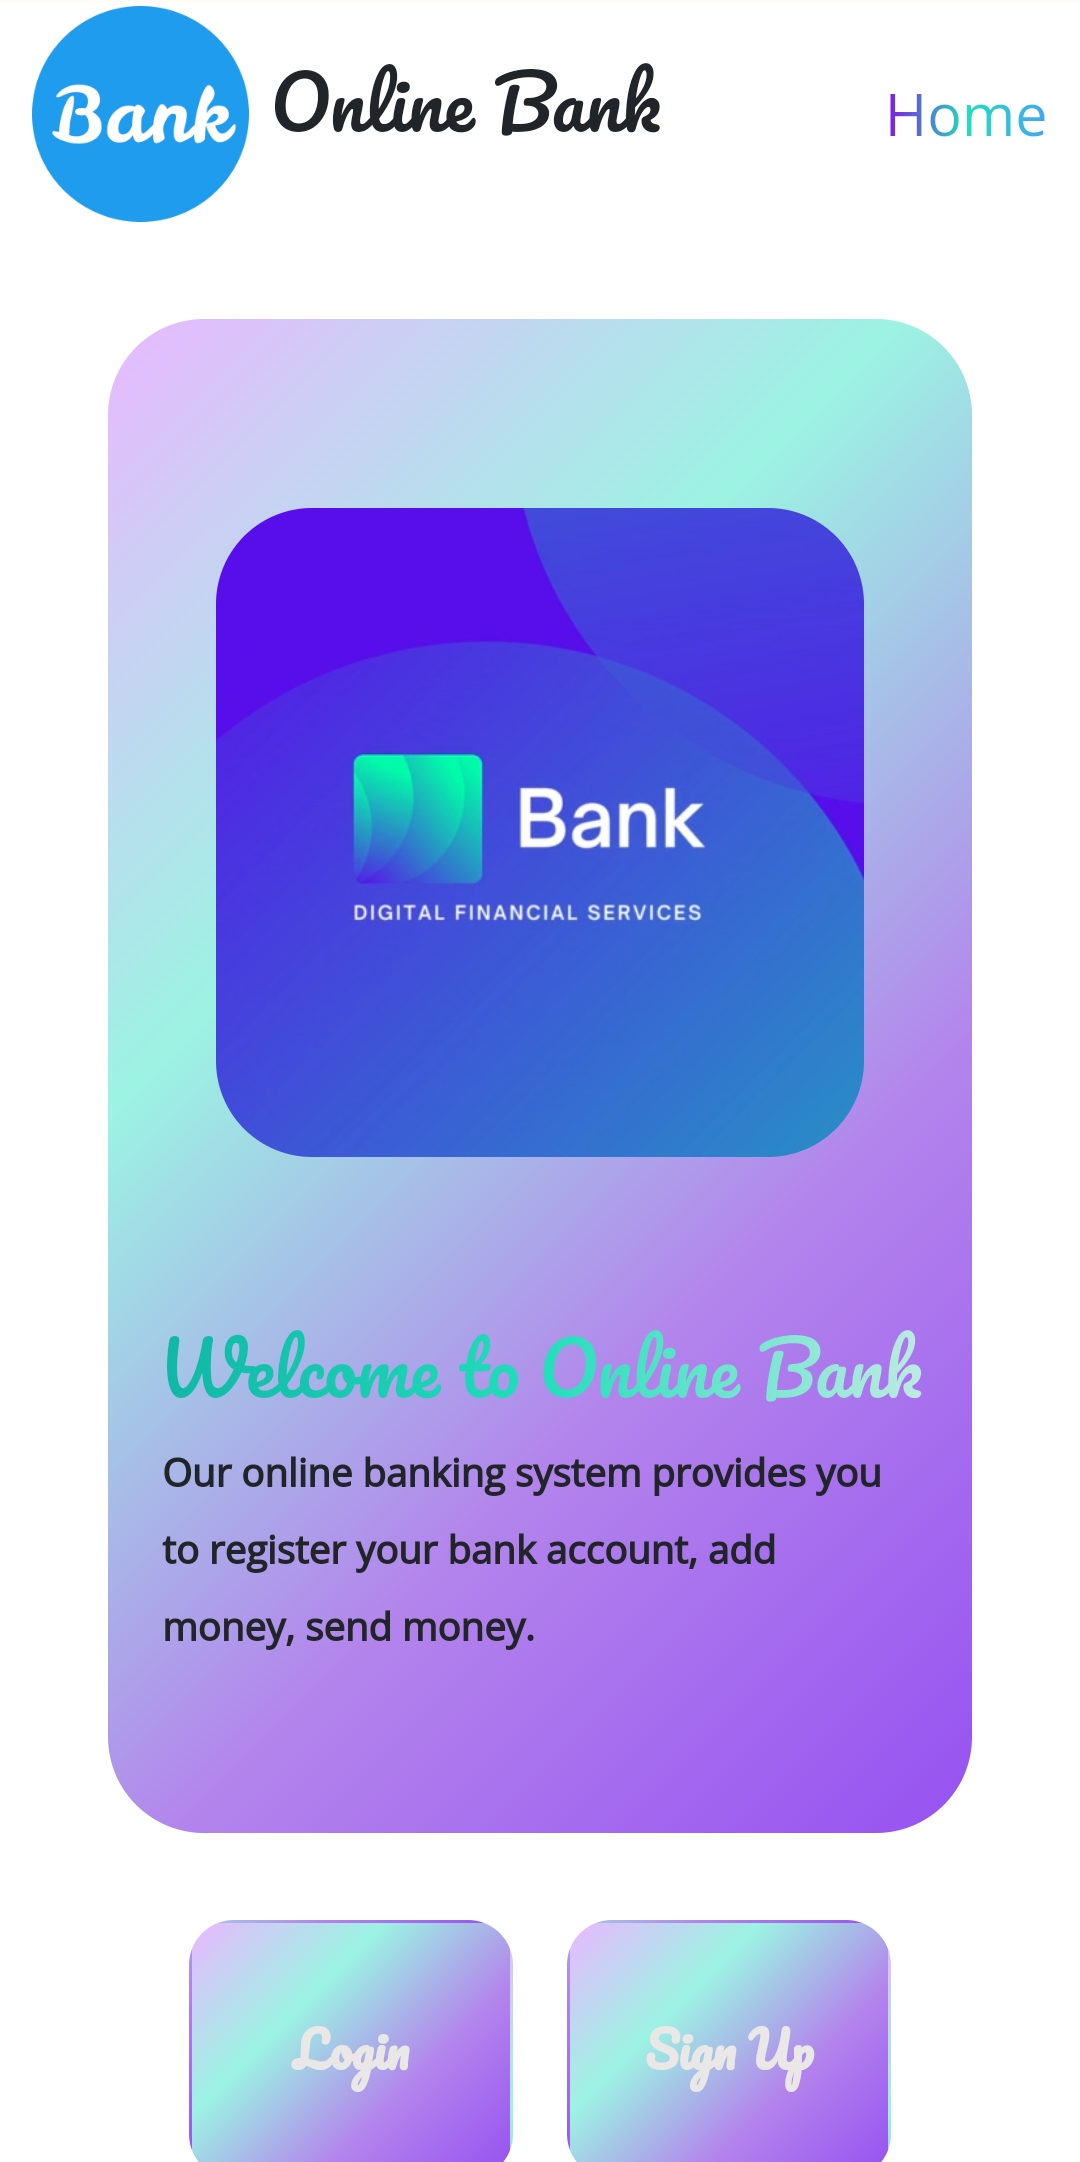 Bank
Online Bank
Home
Bank
DIGITAL FINANCIAL SERVICES
Welcome to Online Bank
Our online banking system provides you
to register your bank account, add
money, send money.
Login
Sign Up